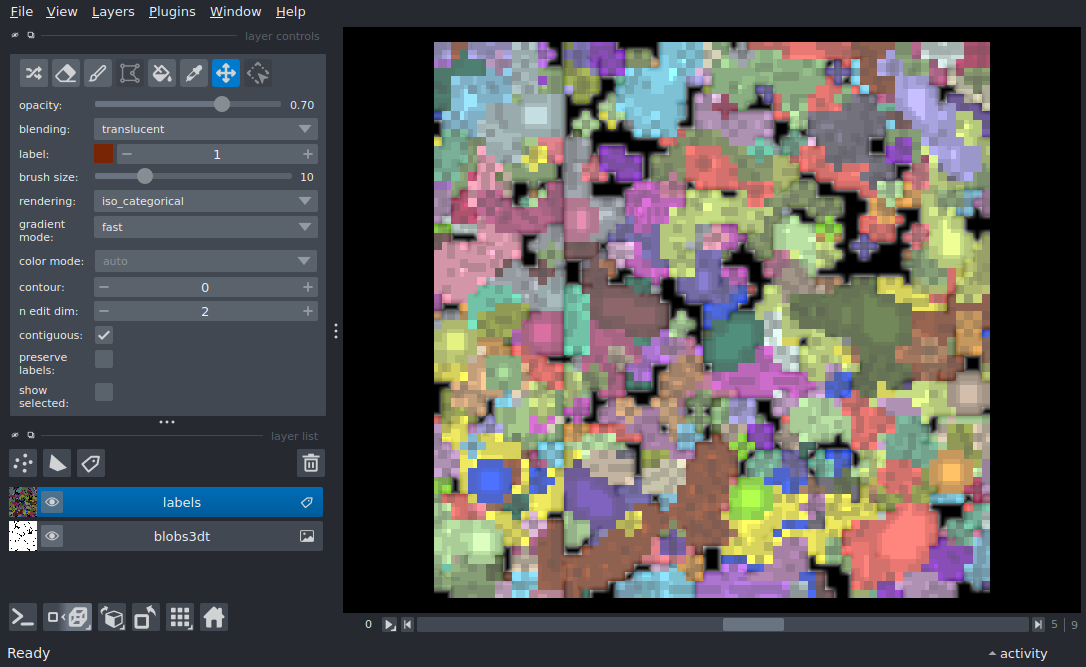 File View Layers Plugins Window Help
layer controls
opacity: 0.70
blending: translucent
label: 1
brush size: 10
rendering: iso_categorical
gradient
mode: fast
color mode: auto
contour: 0
n edit dim: 2
contiguous:
preserve
labels:
show
selected:
layer list
labels
blobs3dt
0 5 | 9
Ready activity